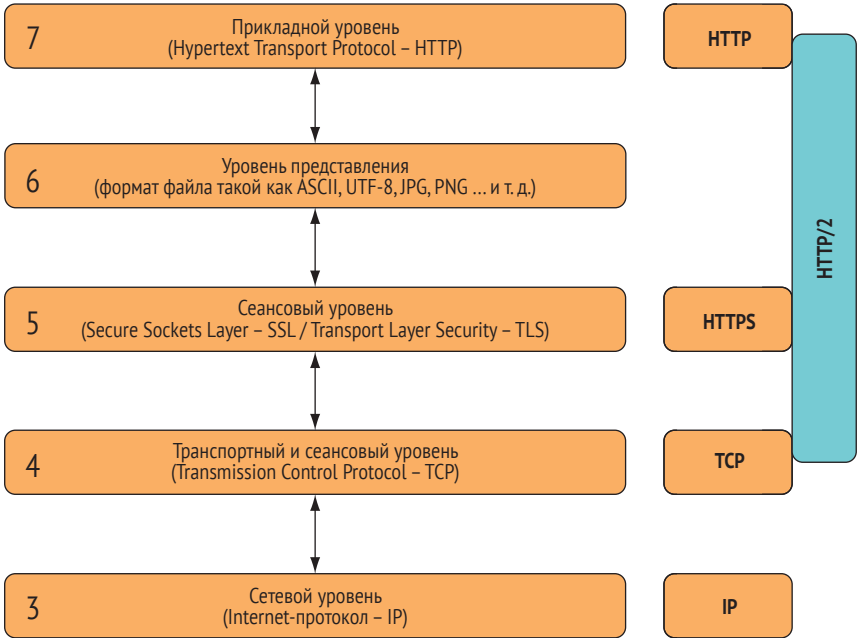 7
Прикладной уровень
(Hypertext Transport Protocol – HTTP)
HTTP
6
Уровень представления
(формат файла такой как ASCII, UTF-8, JPG, PNG ... и т. д.)
HTTP/2
5
Сеансовый уровень
(Secure Sockets Layer – SSL / Transport Layer Security – TLS)
HTTPS
4
Транспортный и сеансовый уровень
(Transmission Control Protocol – TCP)
TCP
3
Сетевой уровень
(Internet-протокол – IP)
IP